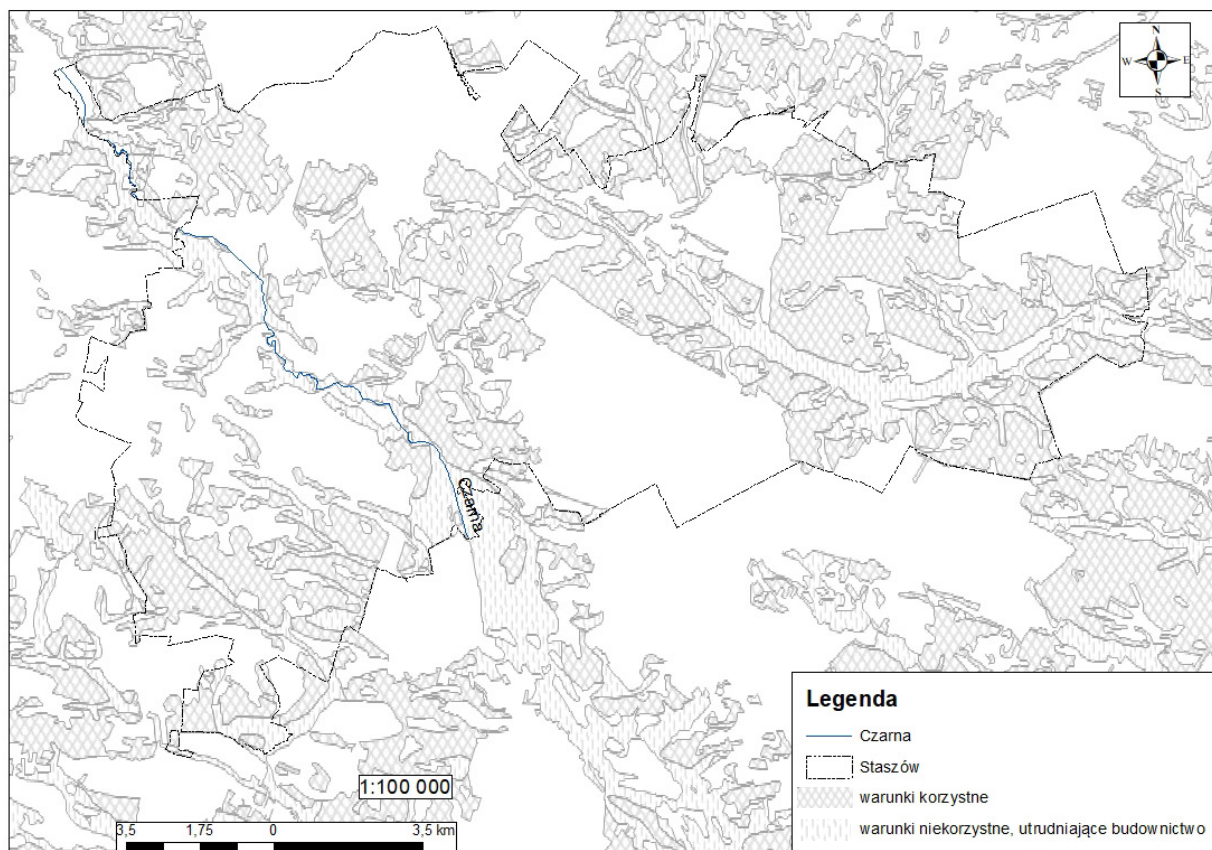 N
W E
S
Czarna
Legenda
Czarna
Staszów
warunki korzystne
warunki niekorzystne, utrudniające budownictwo
1:100 000
3,5 1,75 0 3,5 km